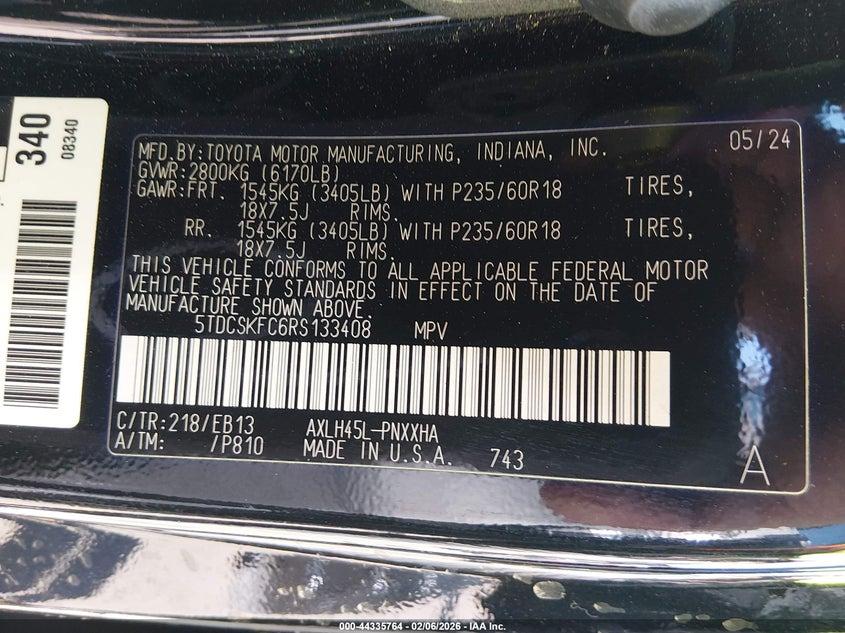 340
08340
MFD.BY:TOYOTA MOTOR MANUFACTURING, INDIANA, INC. 05/24
GVWR:2800KG (6170LB)
GAWR:FRT. 1545KG (3405LB) WITH P235/60R18 TIRES,
18X7.5J RIMS.
RR. 1545KG (3405LB) WITH P235/60R18 TIRES,
18X7.5J RIMS.
THIS VEHICLE CONFORMS TO ALL APPLICABLE FEDERAL MOTOR
VEHICLE SAFETY STANDARDS IN EFFECT ON THE DATE OF
MANUFACTURE SHOWN ABOVE.
5TDCSKFC6RS133408 MPV
C/TR:218/EB13 AXLH45L-PNXXHA
A/TM: /P810 MADE IN U.S.A. 743
A
000-44335764 - 02/06/2026 - IAA Inc.